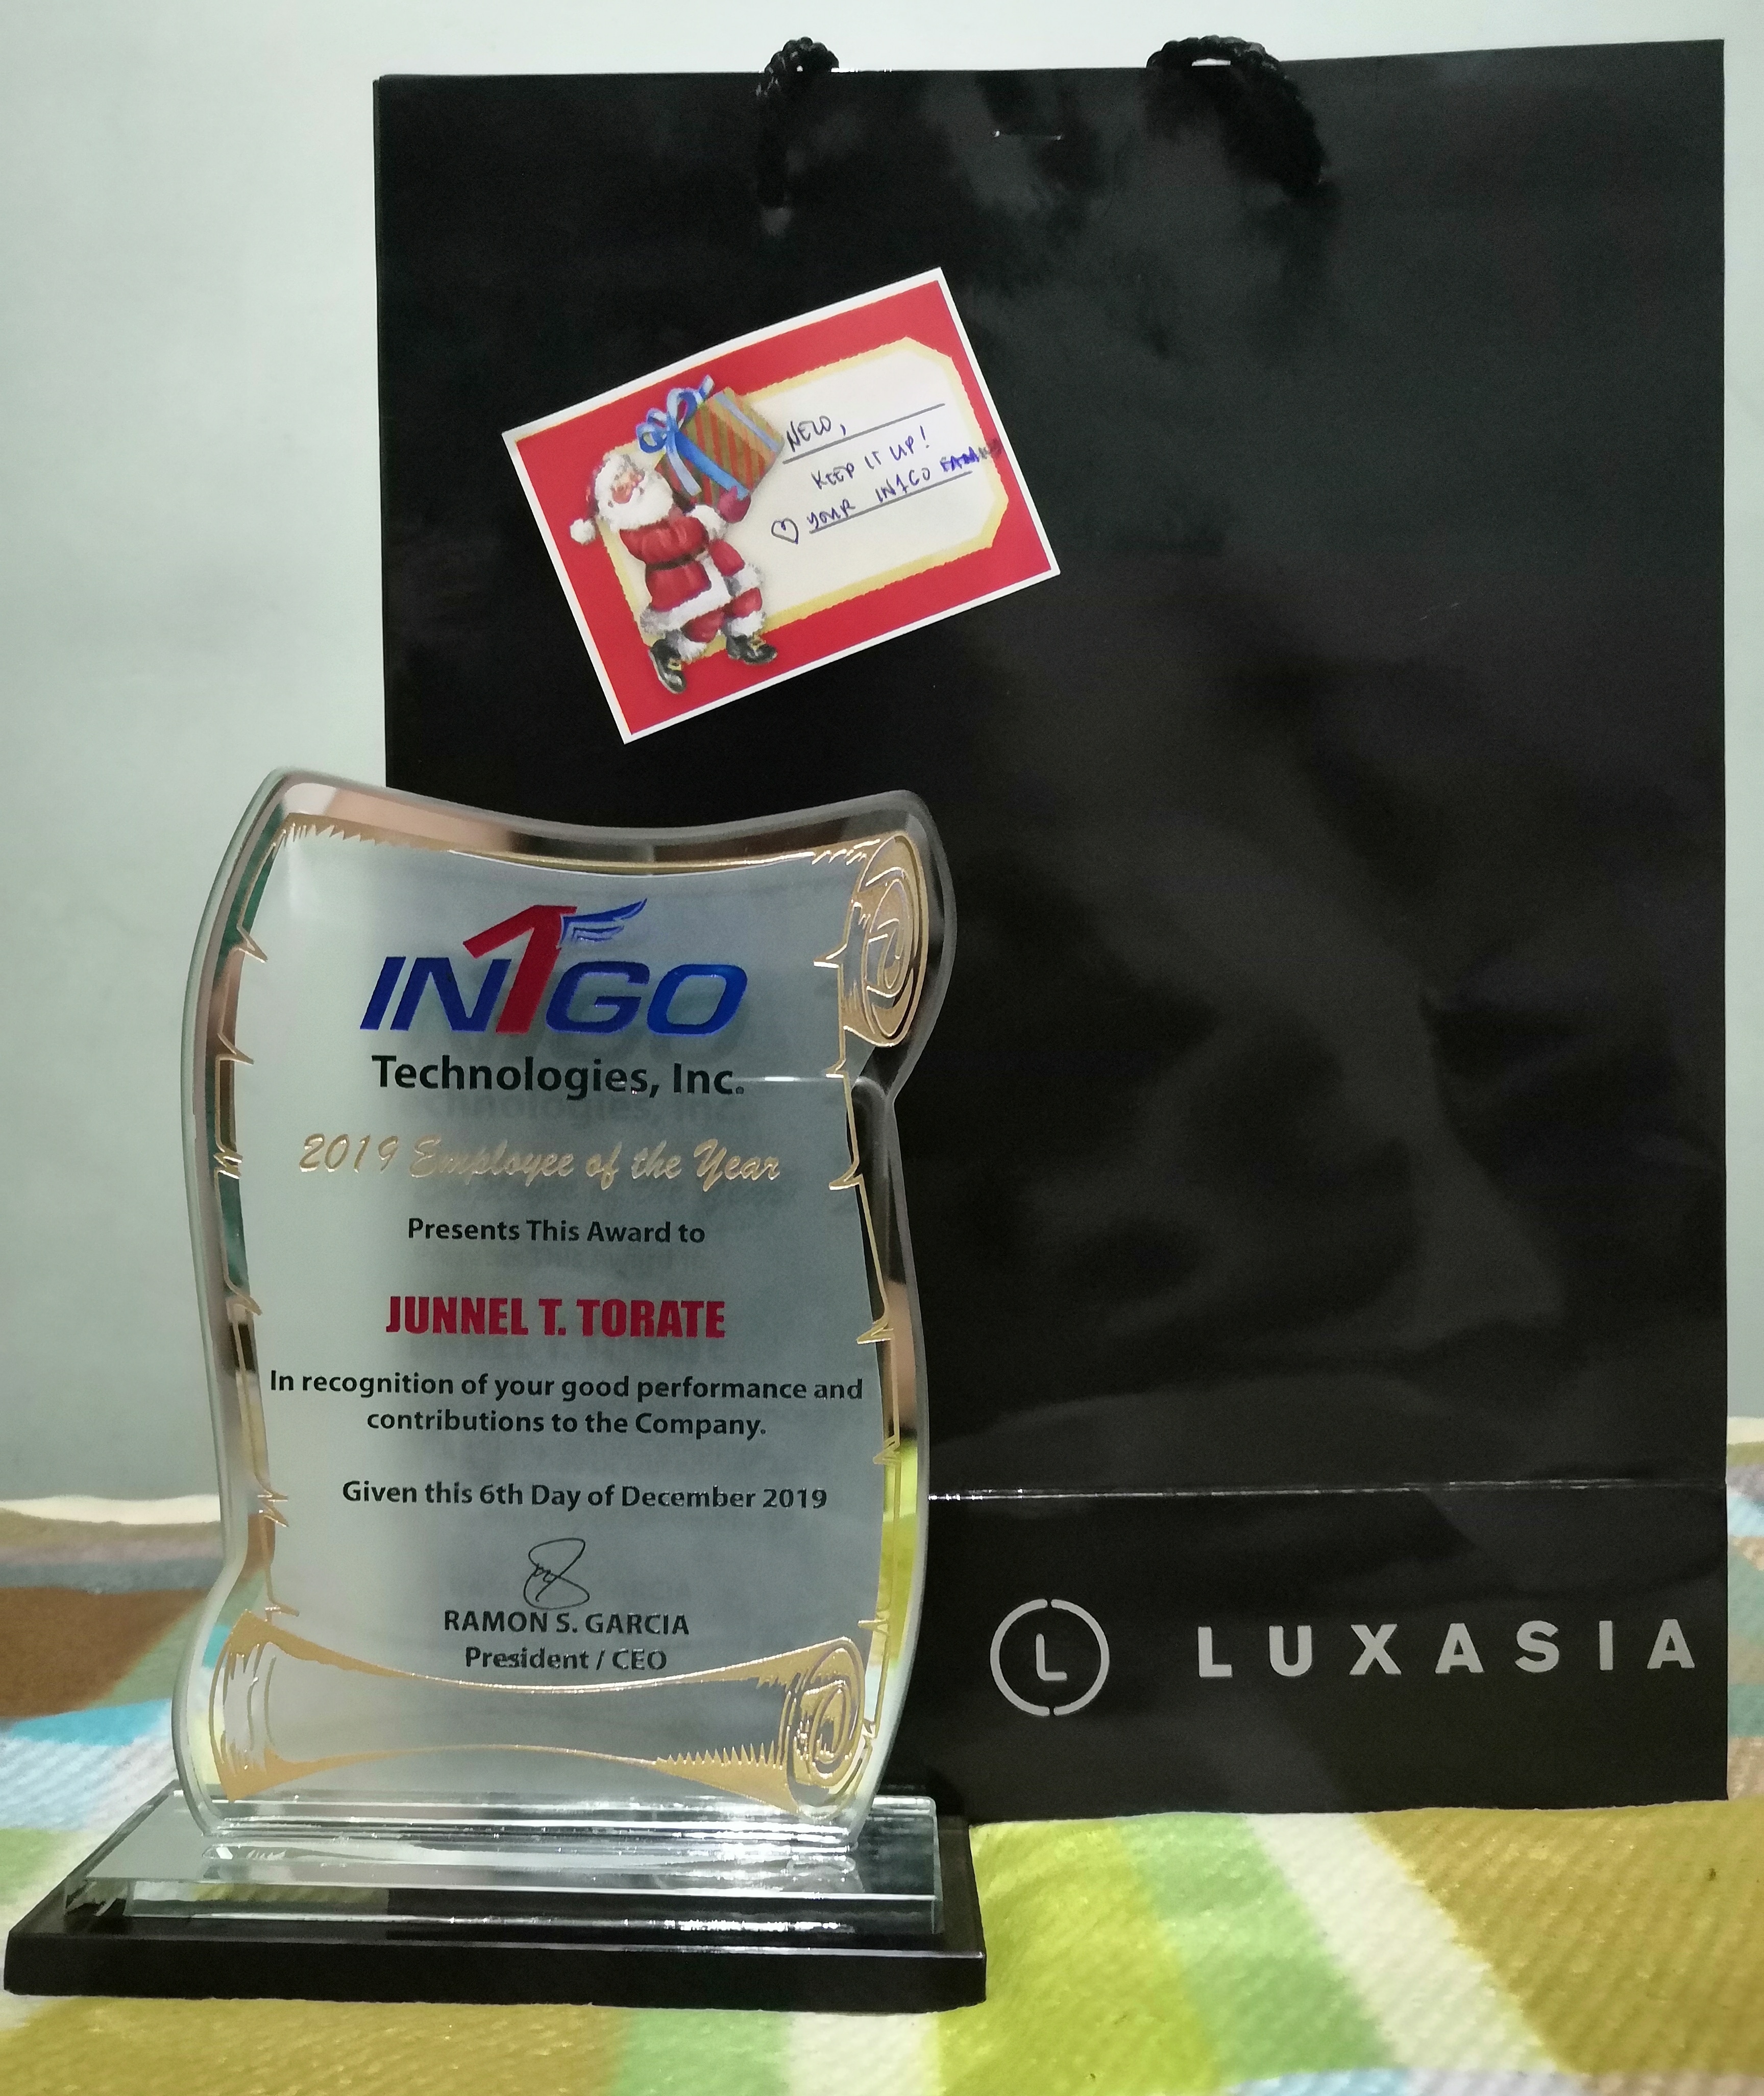 NELO,
KEEP IT UP!
YOUR IN1GO FAMILY
IN1GO
Technologies, Inc.
2019 Employee of the Year
Presents This Award to
JUNNEL T. TORATE
In recognition of your good performance and
contributions to the Company.
Given this 6th Day of December 2019
RAMON S. GARCIA
President / CEO
L LUXASIA